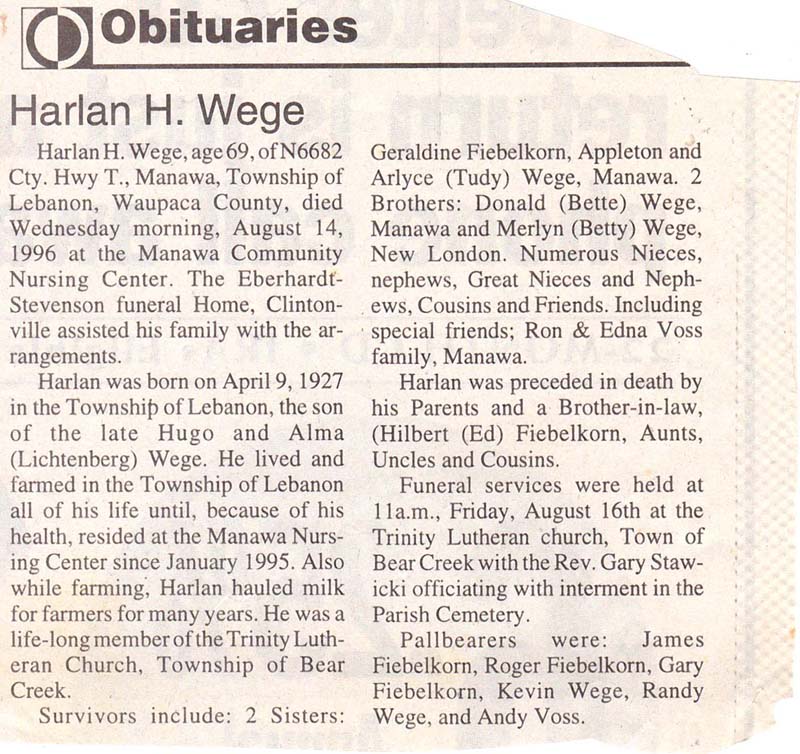 Obituaries
Harlan H. Wege
Harlan H. Wege, age 69, of N6682
Cty. Hwy T., Manawa, Township of
Lebanon, Waupaca County, died
Wednesday morning, August 14,
1996 at the Manawa Community
Nursing Center. The Eberhardt-
Stevenson funeral Home, Clinton-
ville assisted his family with the ar-
rangements.
Harlan was born on April 9, 1927
in the Township of Lebanon, the son
of the late Hugo and Alma
(Lichtenberg) Wege. He lived and
farmed in the Township of Lebanon
all of his life until, because of his
health, resided at the Manawa Nurs-
ing Center since January 1995. Also
while farming, Harlan hauled milk
for farmers for many years. He was a
life-long member of the Trinity Luth-
eran Church, Township of Bear
Creek.
Survivors include: 2 Sisters:
Geraldine Fiebelkorn, Appleton and
Arlyce (Tudy) Wege, Manawa. 2
Brothers: Donald (Bette) Wege,
Manawa and Merlyn (Betty) Wege,
New London. Numerous Nieces,
nephews, Great Nieces and Neph-
ews, Cousins and Friends. Including
special friends; Ron & Edna Voss
family, Manawa.
Harlan was preceded in death by
his Parents and a Brother-in-law,
(Hilbert (Ed) Fiebelkorn, Aunts,
Uncles and Cousins.
Funeral services were held at
11a.m., Friday, August 16th at the
Trinity Lutheran church, Town of
Bear Creek with the Rev. Gary Staw-
icki officiating with interment in the
Parish Cemetery.
Pallbearers were: James
Fiebelkorn, Roger Fiebelkorn, Gary
Fiebelkorn, Kevin Wege, Randy
Wege, and Andy Voss.